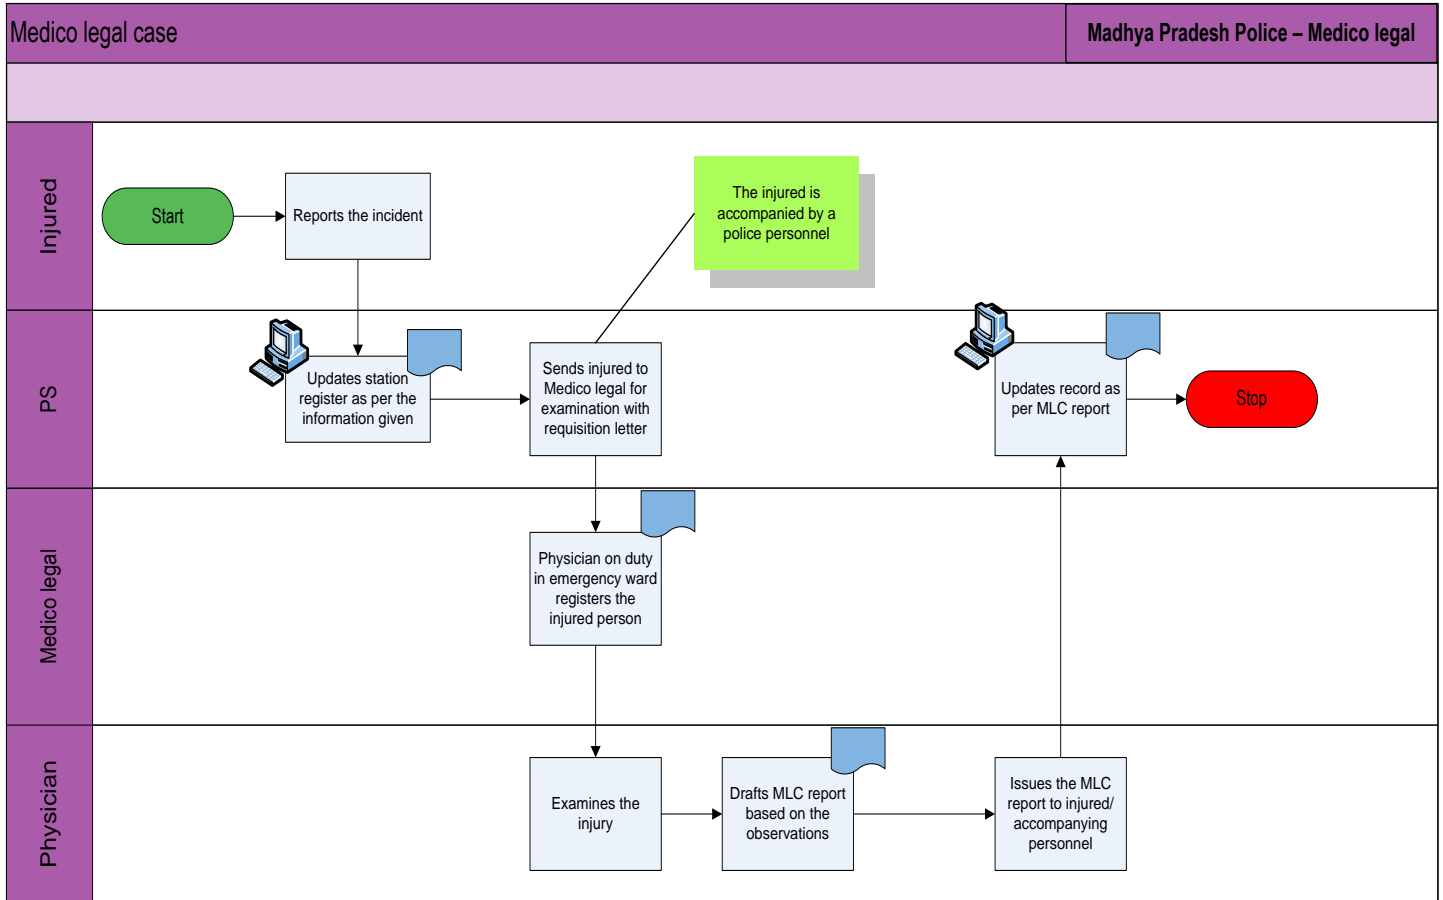 Medico legal case
Madhya Pradesh Police – Medico legal
Injured
Start
Reports the incident
The injured is
accompanied by a
police personnel
PS
Updates station
register as per the
information given
Sends injured to
Medico legal for
examination with
requisition letter
Updates record as
per MLC report
Stop
Medico legal
Physician on duty
in emergency ward
registers the
injured person
Physician
Examines the
injury
Drafts MLC report
based on the
observations
Issues the MLC
report to injured/
accompanying
personnel